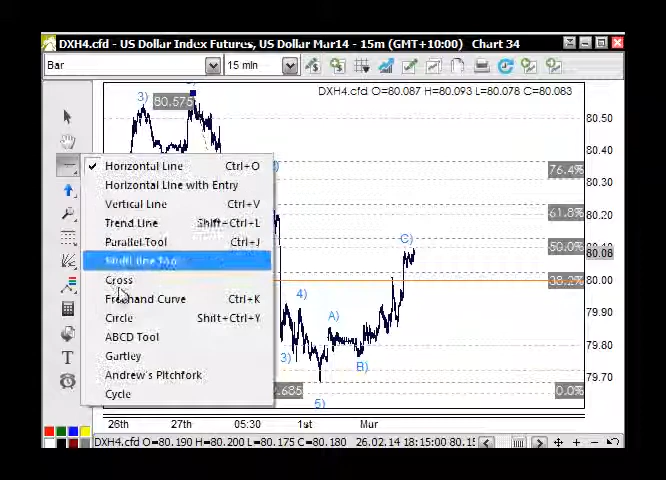 DXH4.cfd - US Dollar Index Futures, US Dollar Mar14 - 15m (GMT+10:00) Chart 34
Bar
15 min
DXH4.cfd O=80.087 H=80.093 L=80.078 C=80.083
3)
80.575
80.50
80.40
76.4%
80.30
61.8%
80.20
C)
50.0%
80.08
38.2%
80.00
4)
A)
79.90
3)
B)
79.80
79.70
0.0%
5)
Horizontal Line Ctrl+O
Horizontal Line with Entry
Vertical Line Ctrl+V
Trend Line Shift+Ctrl+L
Parallel Tool Ctrl+J
Multi Line Tool
Cross
Freehand Curve Ctrl+K
Circle Shift+Ctrl+Y
ABCD Tool
Gartley
Andrew's Pitchfork
Cycle
26th 27th 05:30 1st Mar
DXH4.cfd O=80.190 H=80.200 L=80.175 C=80.180 26.02.14 18:15:00 80.15